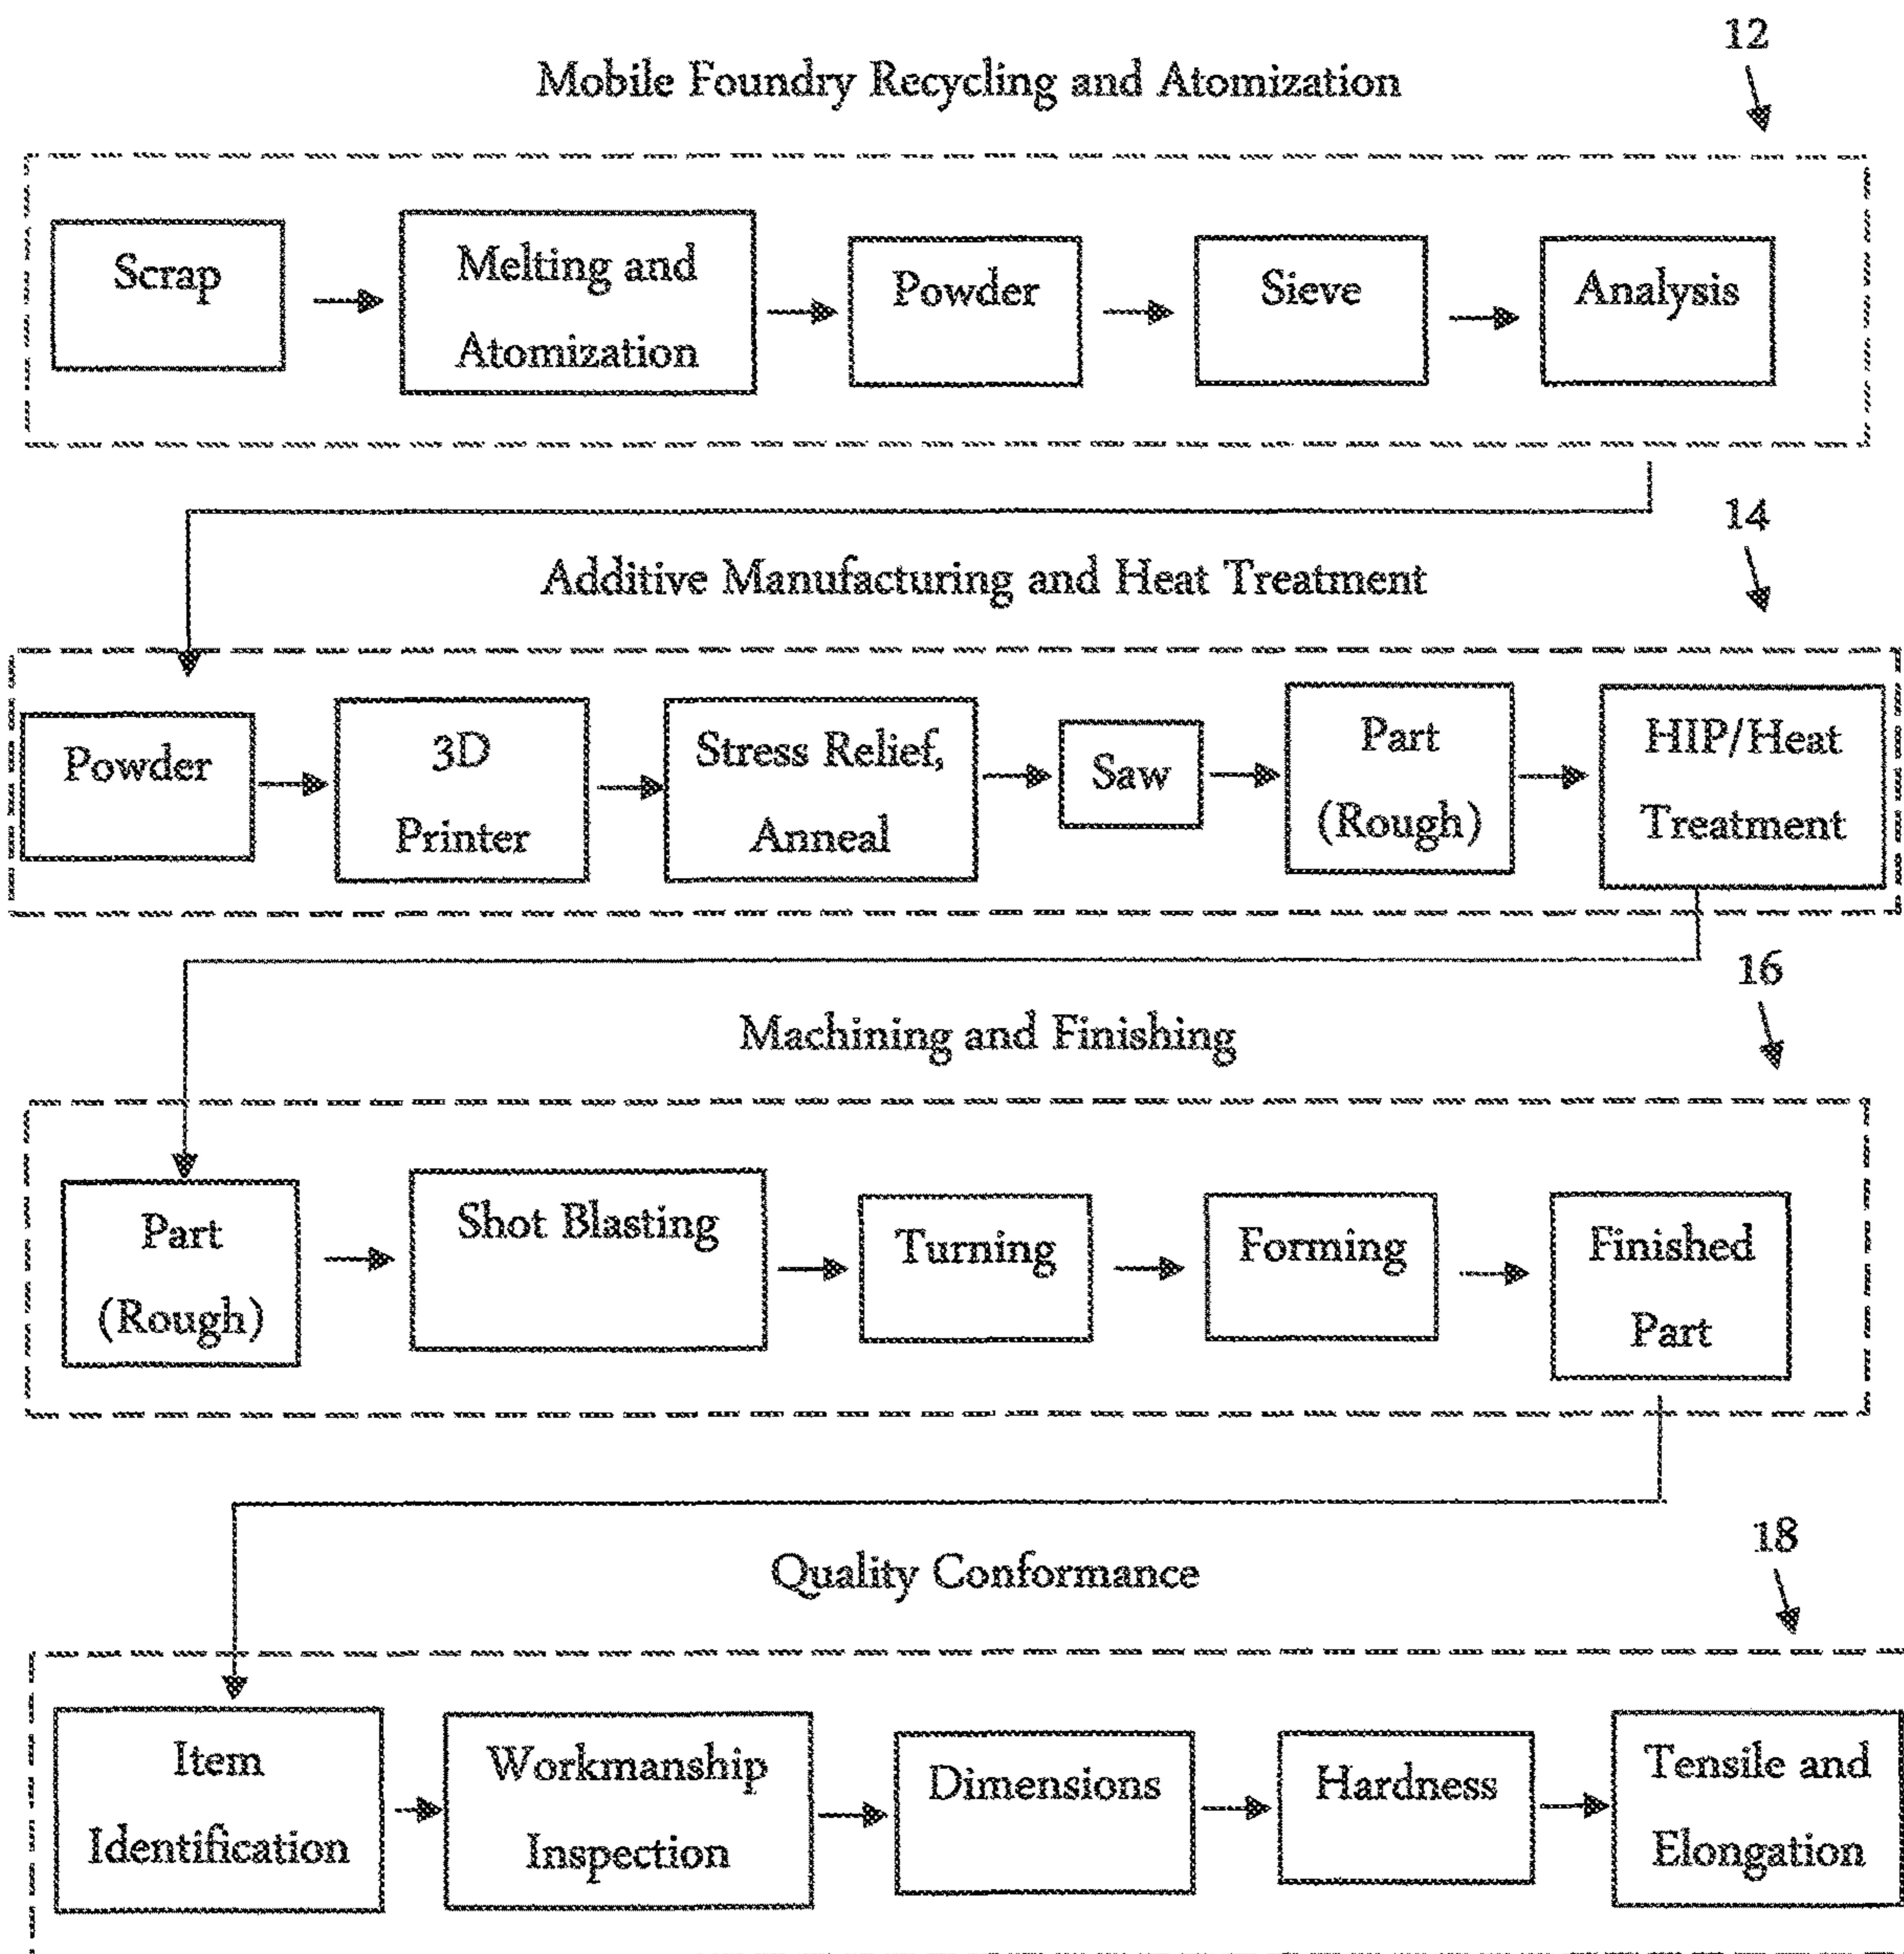 12
Mobile Foundry Recycling and Atomization
Scrap
Melting and
Atomization
Powder
Sieve
Analysis
14
Additive Manufacturing and Heat Treatment
Powder
3D
Printer
Stress Relief,
Anneal
Saw
Part
(Rough)
HIP/Heat
Treatment
16
Machining and Finishing
Part
(Rough)
Shot Blasting
Turning
Forming
Finished
Part
18
Quality Conformance
Item
Identification
Workmanship
Inspection
Dimensions
Hardness
Tensile and
Elongation